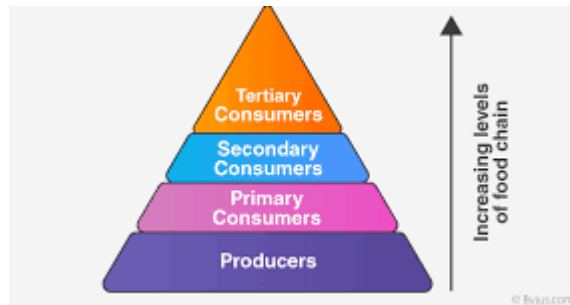 Tertiary
Consumers
Secondary
Consumers
Primary
Consumers
Producers
Increasing levels
of food chain
© Byjus.com